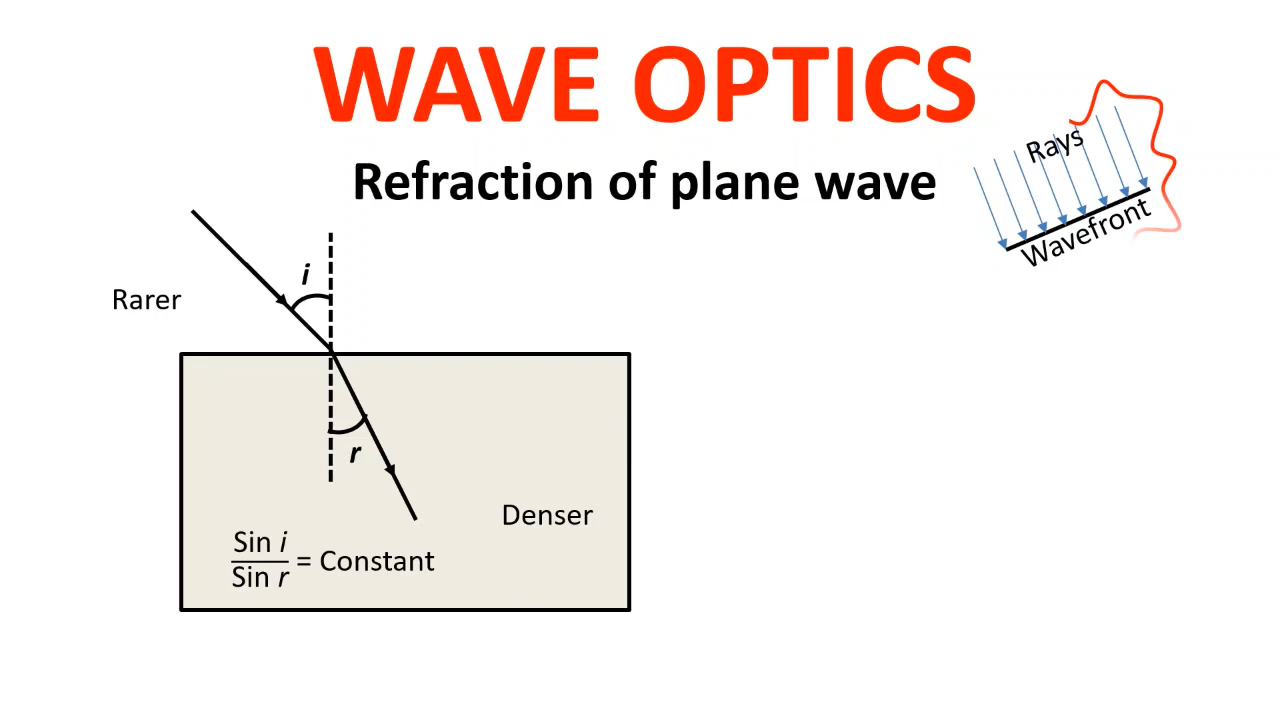 WAVE OPTICS
Refraction of plane wave
Rays
Wavefront
i
Rarer
r
Denser
Sin i
Sin r
= Constant